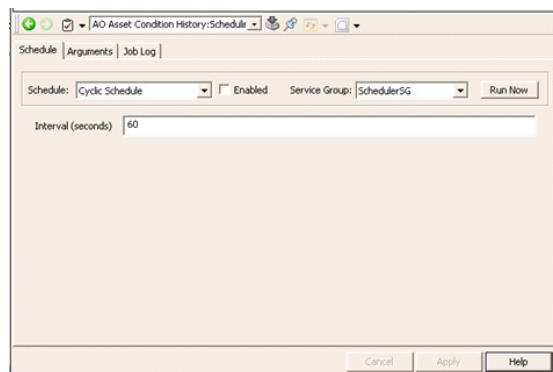 AO Asset Condition History:Schedulir
Schedule Arguments Job Log
Schedule: Cyclic Schedule Enabled Service Group: SchedulerSG Run Now
Interval (seconds) 60
Cancel Apply Help